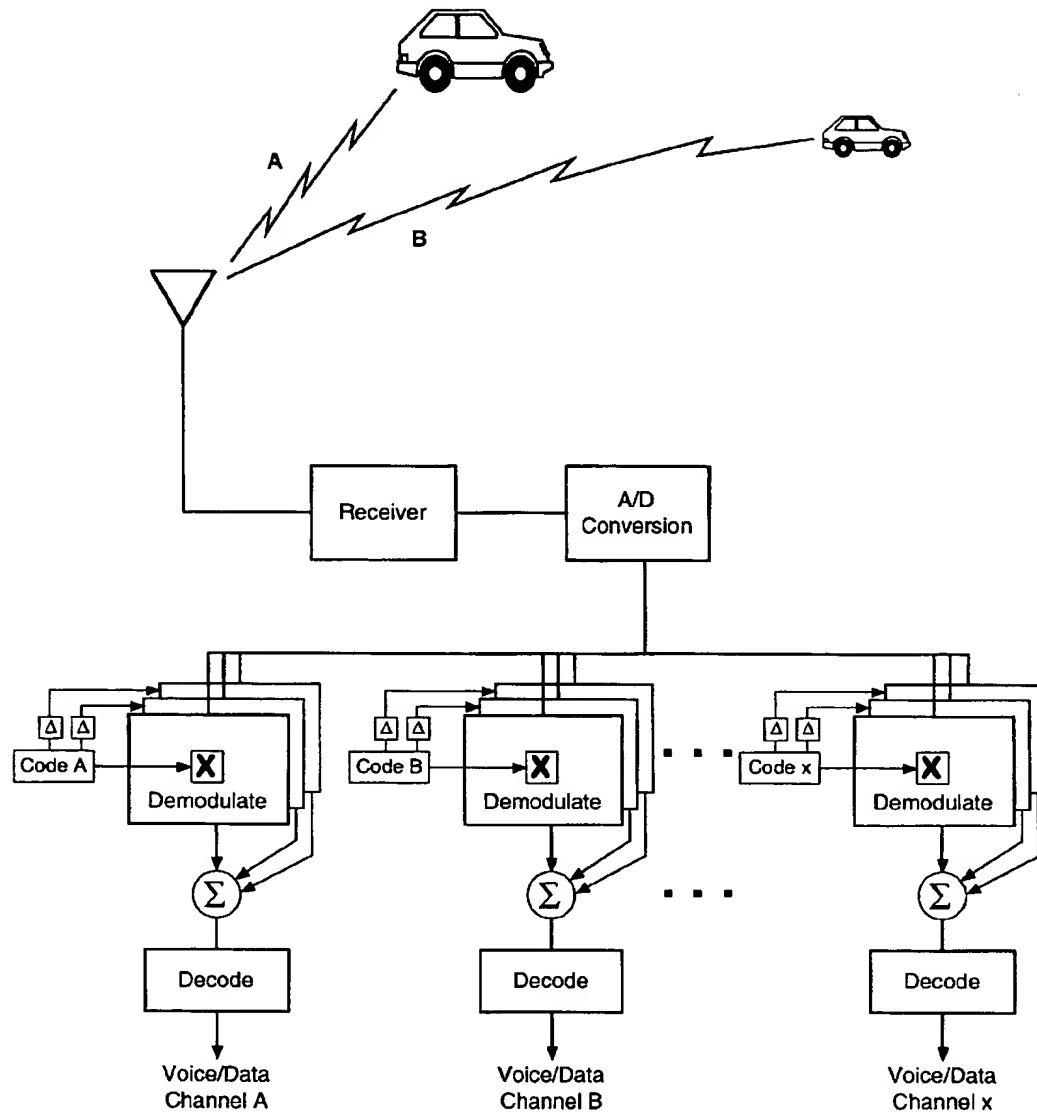 A
B
Receiver
A/D
Conversion
Δ Δ
Code A
X
Demodulate
Δ Δ
Code B
X
Demodulate
Δ Δ
Code x
X
Demodulate
Σ
Σ
Σ
Decode
Decode
Decode
Voice/Data
Channel A
Voice/Data
Channel B
Voice/Data
Channel x